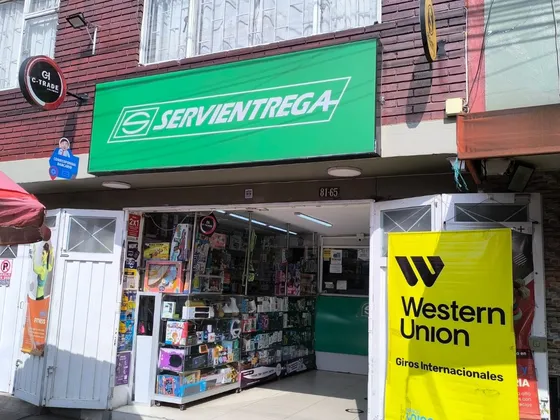 C-TRADE
SERVIENTREGA
81-65
Western
Union
Giros Internacionales